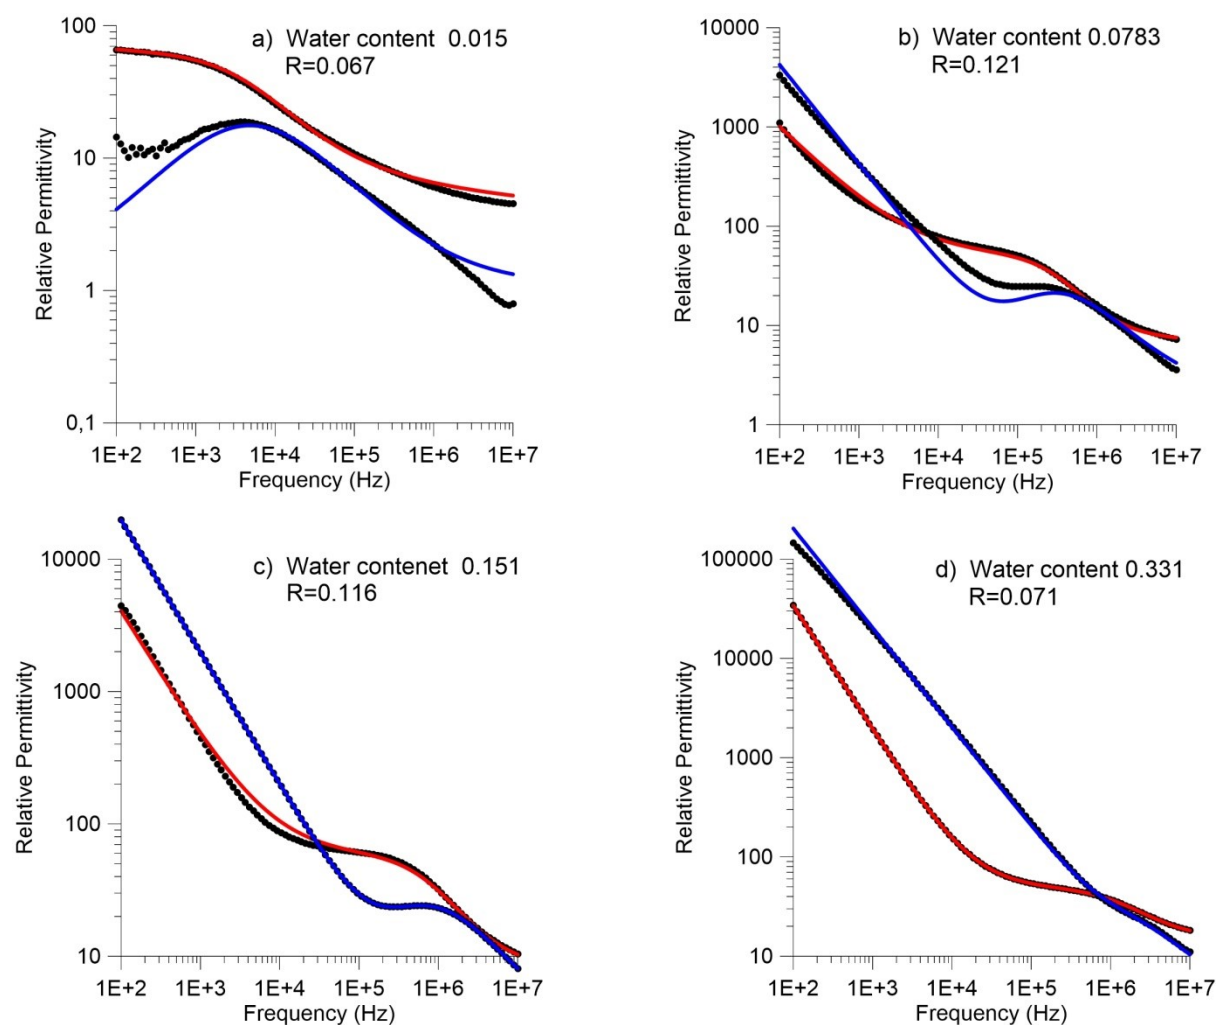 a) Water content 0.015
R=0.067
100
10
1
0,1
Relative Permittivity
1E+2 1E+3 1E+4 1E+5 1E+6 1E+7
Frequency (Hz)
b) Water content 0.0783
R=0.121
10000
1000
100
10
1
Relative Permittivity
1E+2 1E+3 1E+4 1E+5 1E+6 1E+7
Frequency (Hz)
c) Water contenet 0.151
R=0.116
10000
1000
100
10
Relative Permittivity
1E+2 1E+3 1E+4 1E+5 1E+6 1E+7
Frequency (Hz)
d) Water content 0.331
R=0.071
100000
10000
1000
100
10
Relative Permittivity
1E+2 1E+3 1E+4 1E+5 1E+6 1E+7
Frequency (Hz)